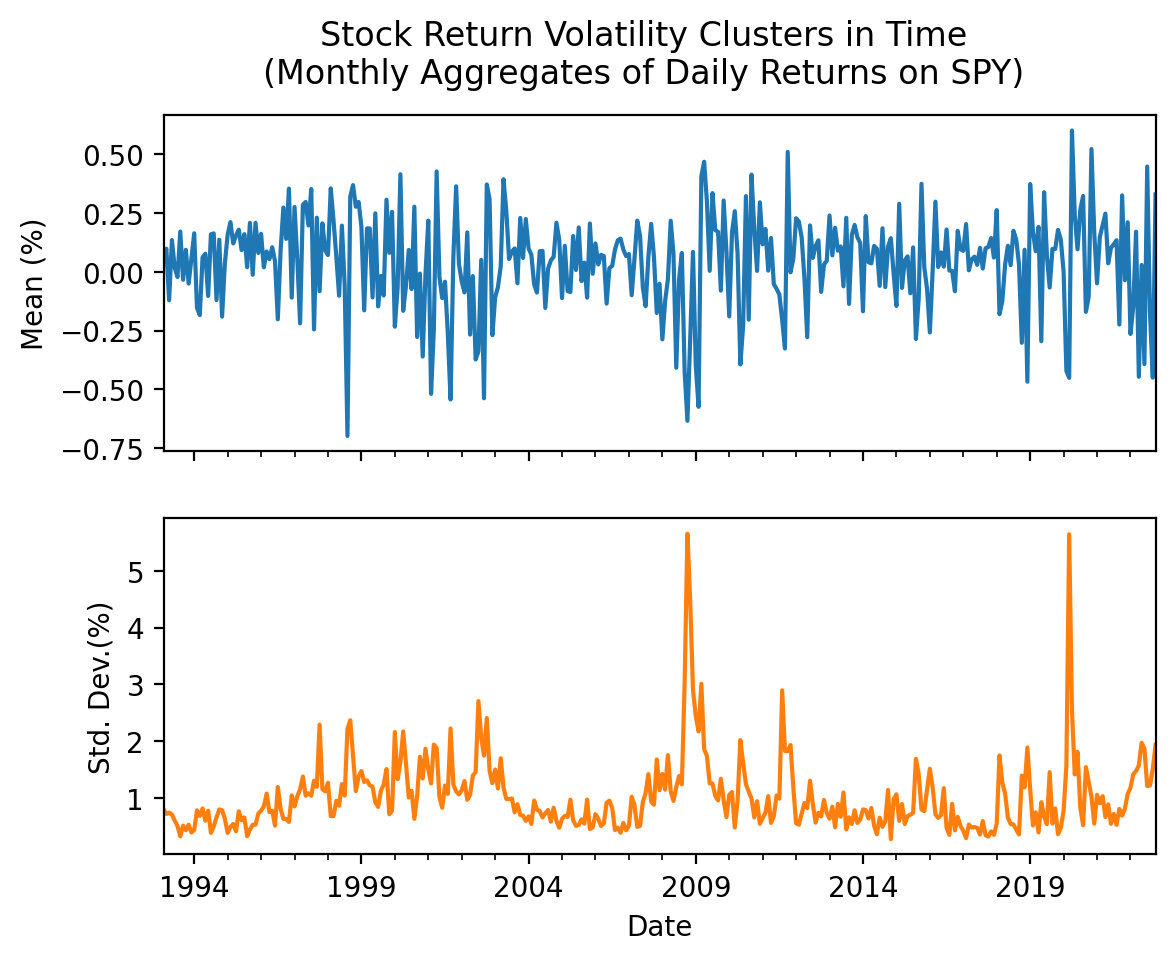 Stock Return Volatility Clusters in Time
(Monthly Aggregates of Daily Returns on SPY)
0.50
0.25
0.00
−0.25
−0.50
−0.75
Mean (%)
5
4
3
2
1
Std. Dev.(%)
1994 1999 2004 2009 2014 2019
Date